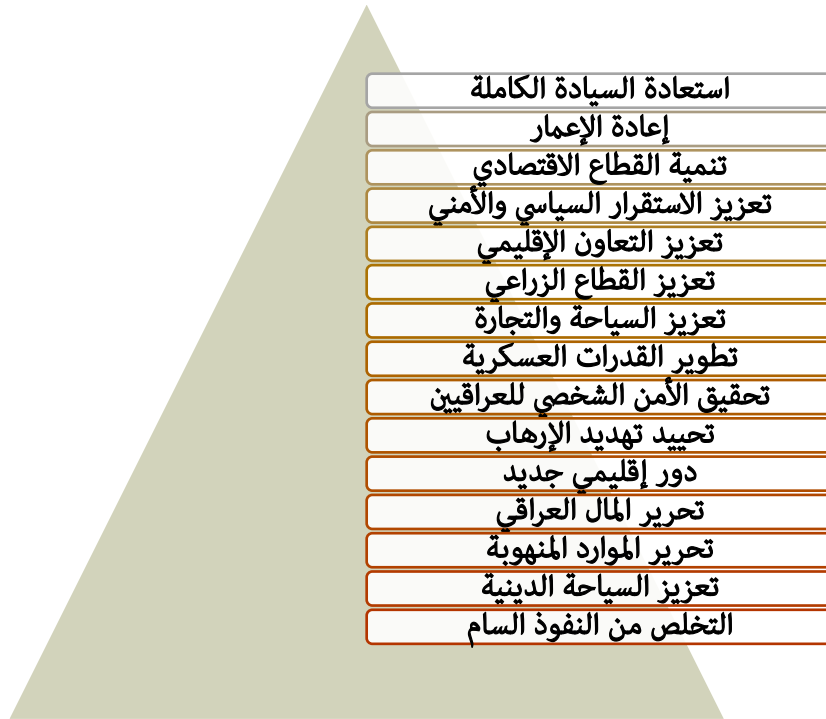 استعادة السيادة الكاملة
إعادة الإعمار
تنمية القطاع الاقتصادي
تعزيز الاستقرار السياسي والأمني
تعزيز التعاون الإقليمي
تعزيز القطاع الزراعي
تعزيز السياحة والتجارة
تطوير القدرات العسكرية
تحقيق الأمن الشخصي للعراقيين
تحييد تهديد الإرهاب
دور إقليمي جديد
تحرير المال العراقي
تحرير الموارد المنهوبة
تعزيز السياحة الدينية
التخلص من النفوذ السام